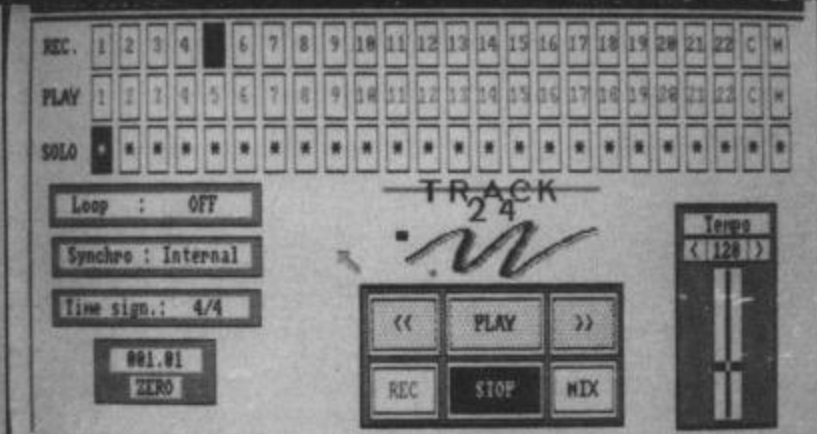 REC. 1 2 3 4 6 7 8 9 10 11 12 13 14 15 16 17 18 19 20 21 22 C M
PLAY 1 2 3 4 5 6 7 8 9 10 11 12 13 14 15 16 17 18 19 20 21 22 C M
SOLO * * * * * * * * * * * * * * * * * * * * * * * *
TRACK
24
Loop : OFF
Synchro : Internal
Time sign.: 4/4
001.01
ZERO
<< PLAY >>
REC STOP MIX
Tempo
< 128 >